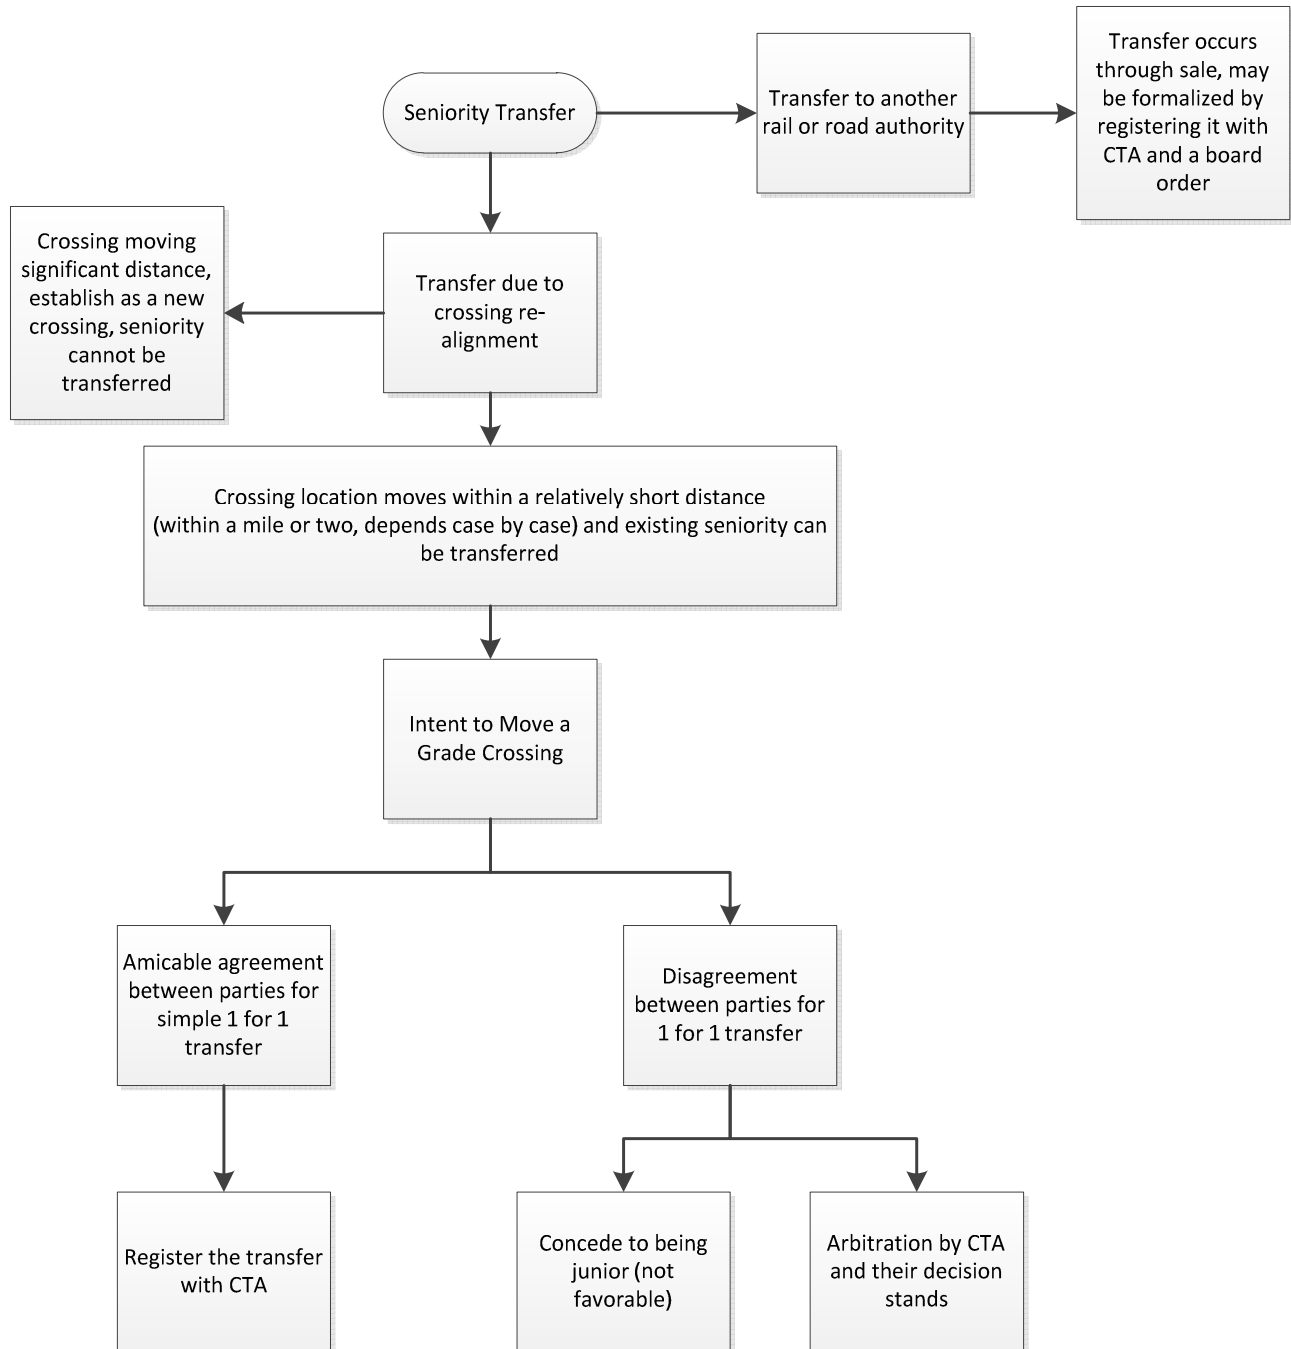 Seniority Transfer
Transfer to another
rail or road authority
Transfer occurs
through sale, may
be formalized by
registering it with
CTA and a board
order
Crossing moving
significant distance,
establish as a new
crossing, seniority
cannot be
transferred
Transfer due to
crossing re-
alignment
Crossing location moves within a relatively short distance
(within a mile or two, depends case by case) and existing seniority can
be transferred
Intent to Move a
Grade Crossing
Amicable agreement
between parties for
simple 1 for 1
transfer
Disagreement
between parties for
1 for 1 transfer
Register the transfer
with CTA
Concede to being
junior (not
favorable)
Arbitration by CTA
and their decision
stands